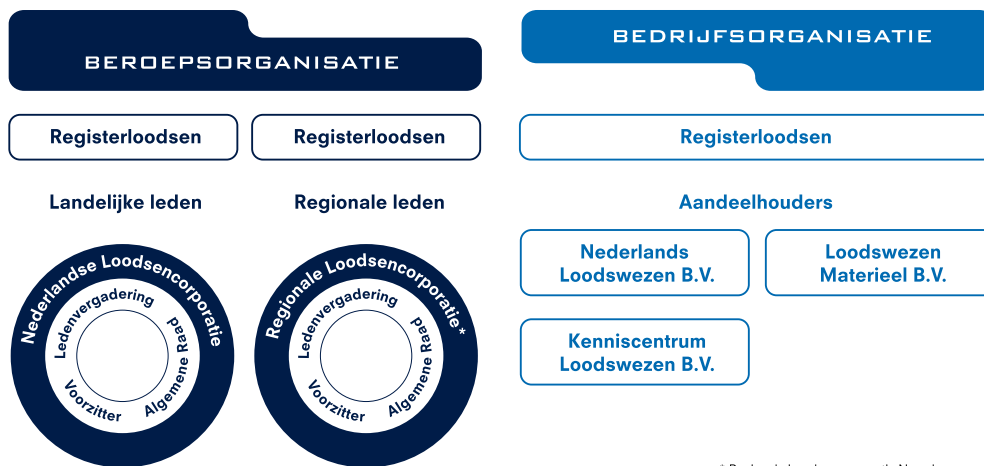 BEROEPSORGANISATIE
Registerloodsen
Registerloodsen
Landelijke leden
Regionale leden
Nederlandse Loodsencorporatie
Ledenvergadering
Algemene Raad
Voorzitter
Regionale Loodsencorporatie*
Ledenvergadering
Algemene Raad
Voorzitter
BEDRIJFSORGANISATIE
Registerloodsen
Aandeelhouders
Nederlands
Loodswezen B.V.
Loodswezen
Materieel B.V.
Kenniscentrum
Loodswezen B.V.